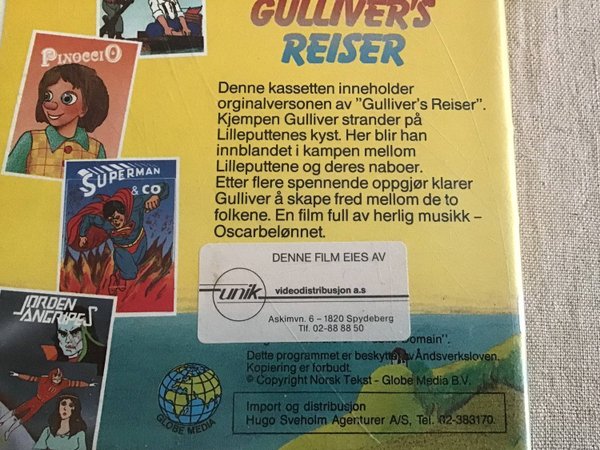 GULLIVER'S
REISER
PINOCCIO
Denne kassetten inneholder
orginalversonen av "Gulliver's Reiser".
Kjempen Gulliver strander på
Lilleputtenes kyst. Her blir han
innblandet i kampen mellom
Lilleputtene og deres naboer.
Etter flere spennende oppgjør klarer
Gulliver å skape fred mellom de to
folkene. En film full av herlig musikk –
Oscarbelønnet.
SUPERMAN
& CO
DENNE FILM EIES AV
unik
videodistribusjon a.s
Askimvn. 6 – 1820 Spydeberg
Tlf. 02-88 88 50
JORDEN
ANGRIPES
Domain".
Dette programmet er beskyttet av Åndsverksloven.
Kopiering er forbudt.
© Copyright Norsk Tekst - Globe Media B.V.
GLOBE MEDIA
Import og distribusjon
Hugo Sveholm Agenturer A/S, Tel. 02-383170.